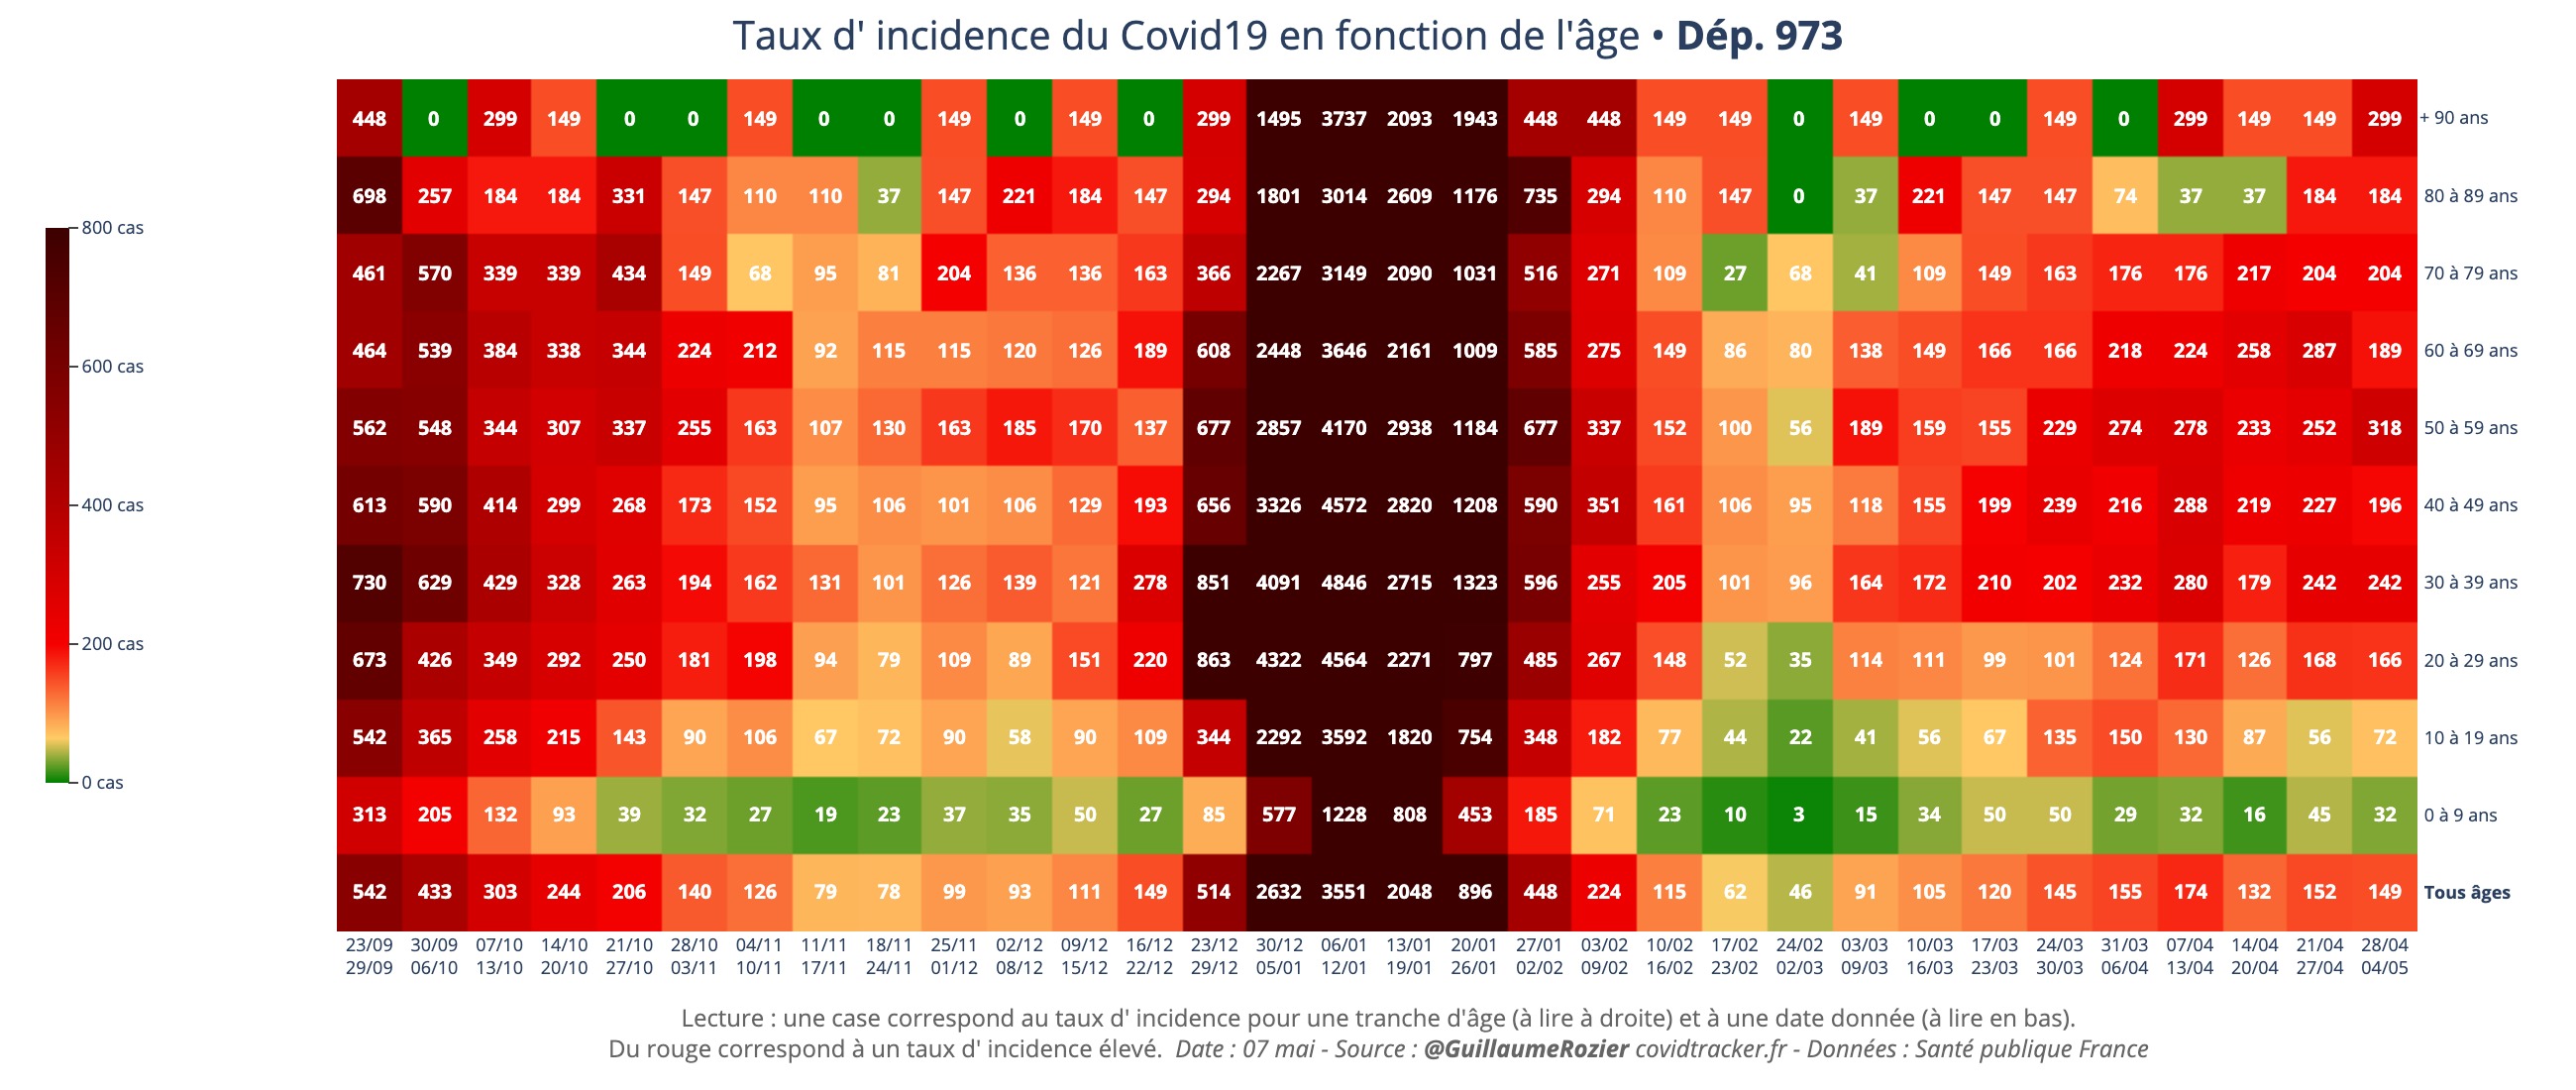 Taux d' incidence du Covid19 en fonction de l'âge • Dép. 973
448 0 299 149 0 0 149 0 0 149 0 149 0 299 1495 3737 2093 1943 448 448 149 149 0 149 0 0 149 0 299 149 149 299 + 90 ans
698 257 184 184 331 147 110 110 37 147 221 184 147 294 1801 3014 2609 1176 735 294 110 147 0 37 221 147 147 74 37 37 184 184 80 à 89 ans
800 cas
461 570 339 339 434 149 68 95 81 204 136 136 163 366 2267 3149 2090 1031 516 271 109 27 68 41 109 149 163 176 176 217 204 204 70 à 79 ans
464 539 384 338 344 224 212 92 115 115 120 126 189 608 2448 3646 2161 1009 585 275 149 86 80 138 149 166 166 218 224 258 287 189 60 à 69 ans
600 cas
562 548 344 307 337 255 163 107 130 163 185 170 137 677 2857 4170 2938 1184 677 337 152 100 56 189 159 155 229 274 278 233 252 318 50 à 59 ans
400 cas
613 590 414 299 268 173 152 95 106 101 106 129 193 656 3326 4572 2820 1208 590 351 161 106 95 118 155 199 239 216 288 219 227 196 40 à 49 ans
730 629 429 328 263 194 162 131 101 126 139 121 278 851 4091 4846 2715 1323 596 255 205 101 96 164 172 210 202 232 280 179 242 242 30 à 39 ans
200 cas
673 426 349 292 250 181 198 94 79 109 89 151 220 863 4322 4564 2271 797 485 267 148 52 35 114 111 99 101 124 171 126 168 166 20 à 29 ans
542 365 258 215 143 90 106 67 72 90 58 90 109 344 2292 3592 1820 754 348 182 77 44 22 41 56 67 135 150 130 87 56 72 10 à 19 ans
0 cas
313 205 132 93 39 32 27 19 23 37 35 50 27 85 577 1228 808 453 185 71 23 10 3 15 34 50 50 29 32 16 45 32 0 à 9 ans
542 433 303 244 206 140 126 79 78 99 93 111 149 514 2632 3551 2048 896 448 224 115 62 46 91 105 120 145 155 174 132 152 149 Tous âges
23/09 30/09 07/10 14/10 21/10 28/10 04/11 11/11 18/11 25/11 02/12 09/12 16/12 23/12 30/12 06/01 13/01 20/01 27/01 03/02 10/02 17/02 24/02 03/03 10/03 17/03 24/03 31/03 07/04 14/04 21/04 28/04
29/09 06/10 13/10 20/10 27/10 03/11 10/11 17/11 24/11 01/12 08/12 15/12 22/12 29/12 05/01 12/01 19/01 26/01 02/02 09/02 16/02 23/02 02/03 09/03 16/03 23/03 30/03 06/04 13/04 20/04 27/04 04/05
Lecture : une case correspond au taux d' incidence pour une tranche d'âge (à lire à droite) et à une date donnée (à lire en bas).
Du rouge correspond à un taux d' incidence élevé. Date : 07 mai - Source : @GuillaumeRozier covidtracker.fr - Données : Santé publique France